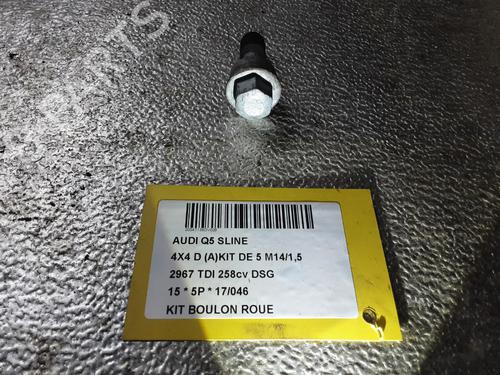 PARTS
AUDI Q5 SLINE
4X4 D (A)KIT DE 5 M14/1,5
2967 TDI 258cv DSG
15 * 5P * 17/046
KIT BOULON ROUE